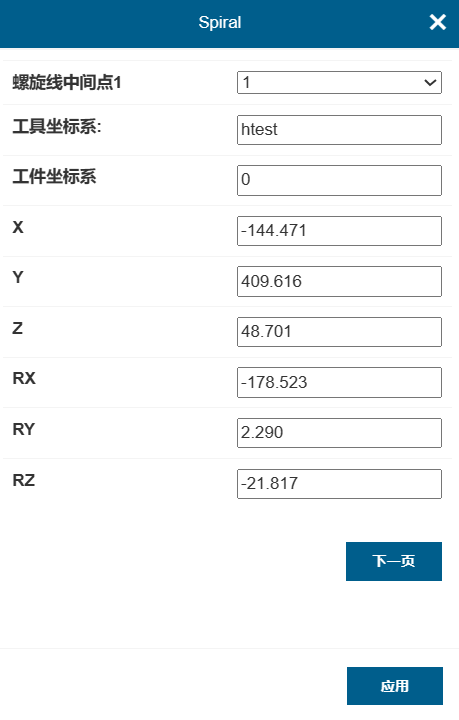 Spiral
螺旋线中间点1 1
工具坐标系: htest
工件坐标系 0
X -144.471
Y 409.616
Z 48.701
RX -178.523
RY 2.290
RZ -21.817
下一页
应用